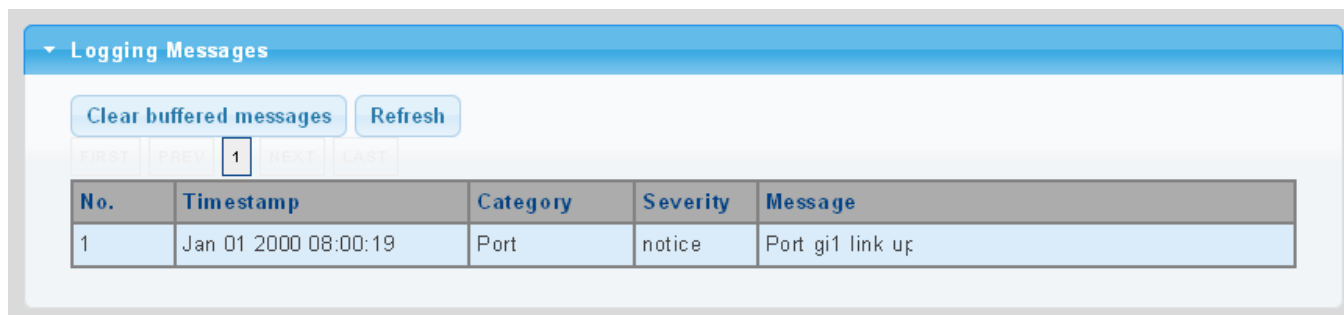 Logging Messages
Clear buffered messages Refresh
FIRST PREV 1 NEXT LAST
No. Timestamp Category Severity Message
1 Jan 01 2000 08:00:19 Port notice Port gi1 link up